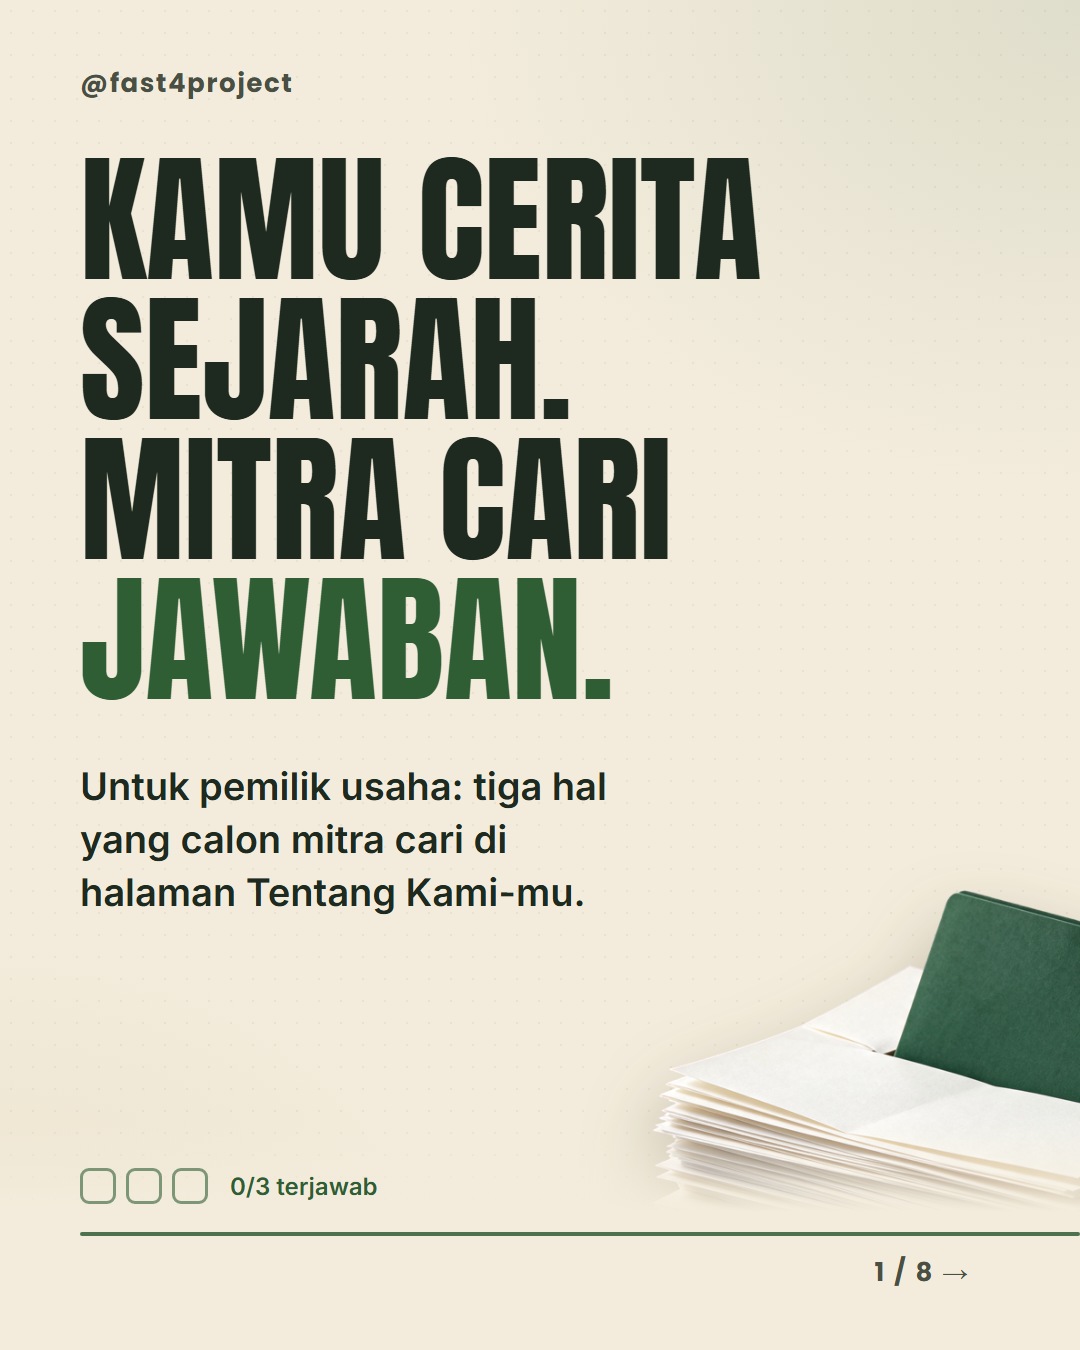 @fast4project
KAMU CERITA
SEJARAH.
MITRA CARI
JAWABAN.
Untuk pemilik usaha: tiga hal
yang calon mitra cari di
halaman Tentang Kami-mu.
0/3 terjawab
1 / 8 →